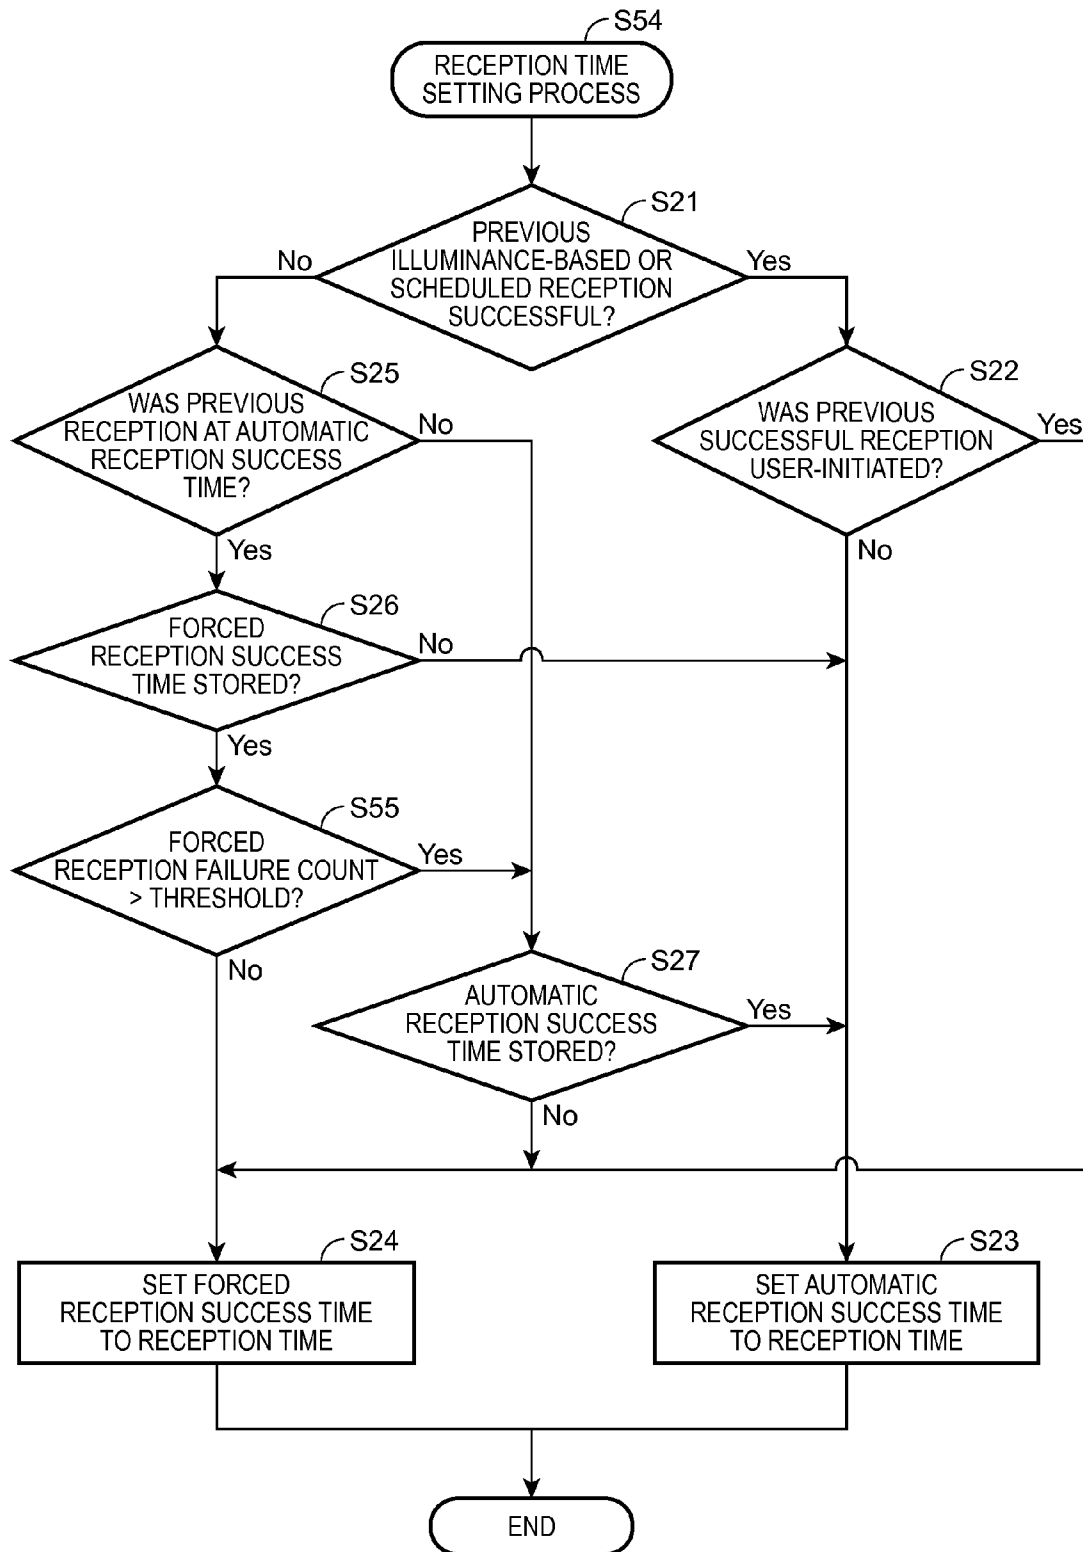 S54
RECEPTION TIME
SETTING PROCESS
S21
PREVIOUS
ILLUMINANCE-BASED OR
SCHEDULED RECEPTION
SUCCESSFUL?
No
Yes
S25
WAS PREVIOUS
RECEPTION AT AUTOMATIC
RECEPTION SUCCESS
TIME?
No
Yes
S22
WAS PREVIOUS
SUCCESSFUL RECEPTION
USER-INITIATED?
Yes
No
S26
FORCED
RECEPTION SUCCESS
TIME STORED?
No
Yes
S55
FORCED
RECEPTION FAILURE COUNT
> THRESHOLD?
Yes
No
S27
AUTOMATIC
RECEPTION SUCCESS
TIME STORED?
Yes
No
S24
SET FORCED
RECEPTION SUCCESS TIME
TO RECEPTION TIME
S23
SET AUTOMATIC
RECEPTION SUCCESS TIME
TO RECEPTION TIME
END